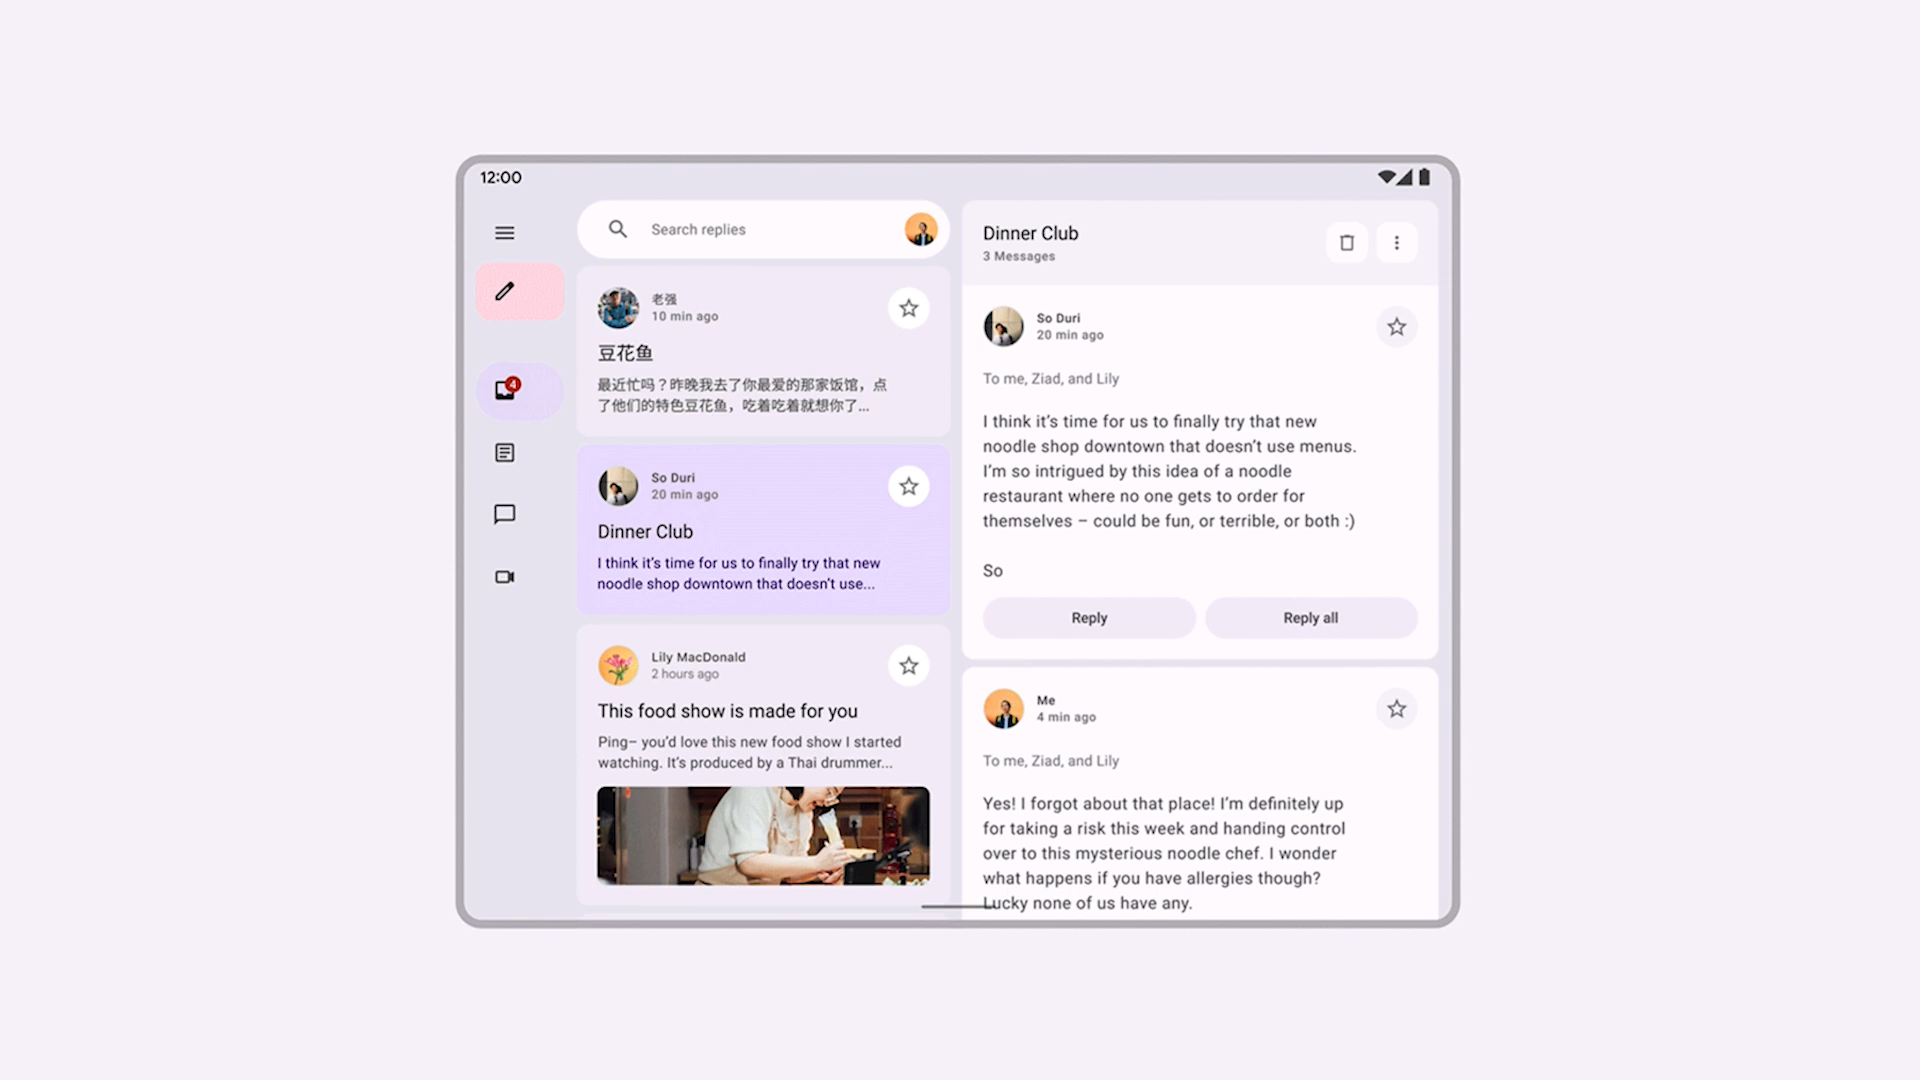 12:00
4
Search replies
老强
10 min ago
豆花鱼
最近忙吗？昨晚我去了你最爱的那家饭馆，点
了他们的特色豆花鱼，吃着吃着就想你了...
So Duri
20 min ago
Dinner Club
I think it’s time for us to finally try that new
noodle shop downtown that doesn’t use...
Lily MacDonald
2 hours ago
This food show is made for you
Ping– you’d love this new food show I started
watching. It’s produced by a Thai drummer...
Dinner Club
3 Messages
So Duri
20 min ago
To me, Ziad, and Lily
I think it’s time for us to finally try that new
noodle shop downtown that doesn’t use menus.
I’m so intrigued by this idea of a noodle
restaurant where no one gets to order for
themselves – could be fun, or terrible, or both :)
So
Reply
Reply all
Me
4 min ago
To me, Ziad, and Lily
Yes! I forgot about that place! I’m definitely up
for taking a risk this week and handing control
over to this mysterious noodle chef. I wonder
what happens if you have allergies though?
Lucky none of us have any.